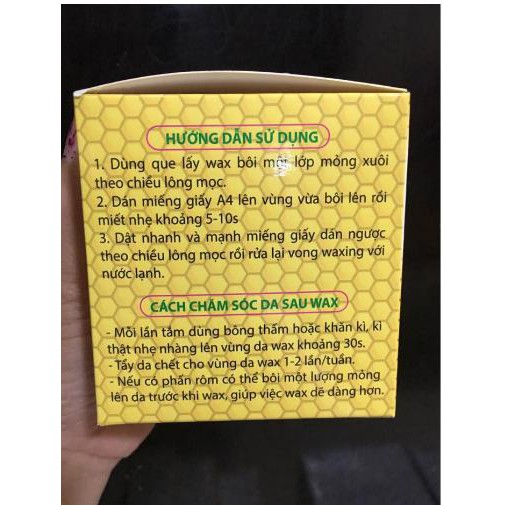 HƯỚNG DẪN SỬ DỤNG
1. Dùng que lấy wax bôi một lớp mỏng xuôi
theo chiều lông mọc.
2. Dán miếng giấy A4 lên vùng vừa bôi lên rồi
miết nhẹ khoảng 5-10s
3. Dật nhanh và mạnh miếng giấy dán ngược
theo chiều lông mọc rồi rửa lại vong waxing với
nước lạnh.
CÁCH CHĂM SÓC DA SAU WAX
- Mỗi lần tắm dùng bông thấm hoặc khăn kì, kì
thật nhẹ nhàng lên vùng da wax khoảng 30s.
- Tẩy da chết cho vùng da wax 1-2 lần/tuần.
- Nếu có phấn rôm có thể bôi một lượng mỏng
lên da trước khi wax, giúp việc wax dẽ dàng hơn.